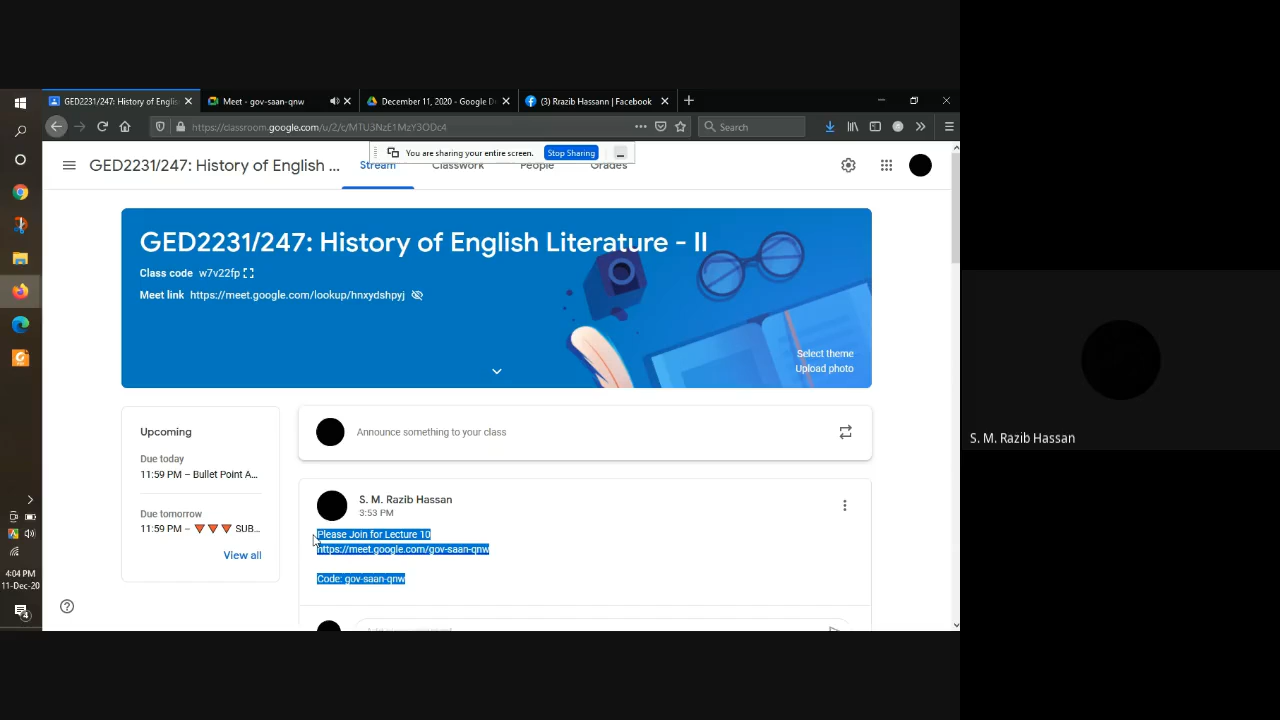 GED2231/247: History of Englis
Meet - gov-saan-qnw
December 11, 2020 - Google D
(3) Rrazib Hassann | Facebook
https://classroom.google.com/u/2/c/MTU3NzE1MzY3ODc4
Search
You are sharing your entire screen.
Stop Sharing
GED2231/247: History of English ...
Stream
Classwork
People
Grades
GED2231/247: History of English Literature - II
Class code w7v22fp
Meet link https://meet.google.com/lookup/hnxydshpyj
Select theme
Upload photo
Upcoming
Due today
11:59 PM – Bullet Point A...
Due tomorrow
11:59 PM – 🔻🔻🔻 SUB...
View all
Announce something to your class
S. M. Razib Hassan
3:53 PM
Please Join for Lecture 10
https://meet.google.com/gov-saan-qnw
Code: gov-saan-qnw
4:04 PM
11-Dec-20
4
S. M. Razib Hassan